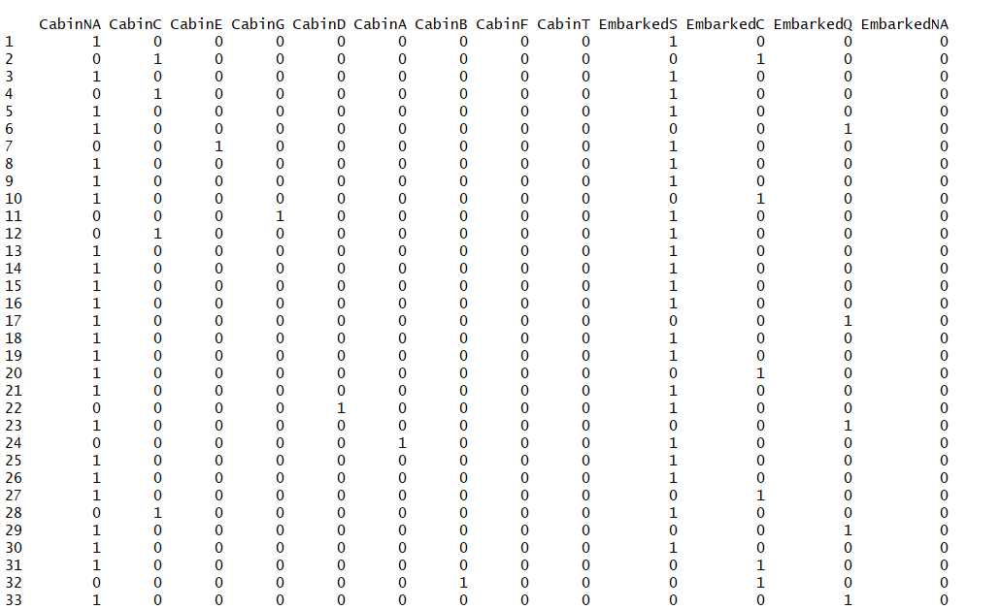 CabinNA CabinC CabinE CabinG CabinD CabinA CabinB CabinF CabinT EmbarkedS EmbarkedC EmbarkedQ EmbarkedNA
1 1 0 0 0 0 0 0 0 0 1 0 0 0
2 0 1 0 0 0 0 0 0 0 0 1 0 0
3 1 0 0 0 0 0 0 0 0 1 0 0 0
4 0 1 0 0 0 0 0 0 0 1 0 0 0
5 1 0 0 0 0 0 0 0 0 1 0 0 0
6 1 0 0 0 0 0 0 0 0 0 0 1 0
7 0 0 1 0 0 0 0 0 0 1 0 0 0
8 1 0 0 0 0 0 0 0 0 1 0 0 0
9 1 0 0 0 0 0 0 0 0 1 0 0 0
10 1 0 0 0 0 0 0 0 0 0 1 0 0
11 0 0 0 1 0 0 0 0 0 1 0 0 0
12 0 1 0 0 0 0 0 0 0 1 0 0 0
13 1 0 0 0 0 0 0 0 0 1 0 0 0
14 1 0 0 0 0 0 0 0 0 1 0 0 0
15 1 0 0 0 0 0 0 0 0 1 0 0 0
16 1 0 0 0 0 0 0 0 0 1 0 0 0
17 1 0 0 0 0 0 0 0 0 0 0 1 0
18 1 0 0 0 0 0 0 0 0 1 0 0 0
19 1 0 0 0 0 0 0 0 0 1 0 0 0
20 1 0 0 0 0 0 0 0 0 0 1 0 0
21 1 0 0 0 0 0 0 0 0 1 0 0 0
22 0 0 0 0 1 0 0 0 0 1 0 0 0
23 1 0 0 0 0 0 0 0 0 0 0 1 0
24 0 0 0 0 0 1 0 0 0 1 0 0 0
25 1 0 0 0 0 0 0 0 0 1 0 0 0
26 1 0 0 0 0 0 0 0 0 1 0 0 0
27 1 0 0 0 0 0 0 0 0 0 1 0 0
28 0 1 0 0 0 0 0 0 0 1 0 0 0
29 1 0 0 0 0 0 0 0 0 0 0 1 0
30 1 0 0 0 0 0 0 0 0 1 0 0 0
31 1 0 0 0 0 0 0 0 0 0 1 0 0
32 0 0 0 0 0 0 1 0 0 0 1 0 0
33 1 0 0 0 0 0 0 0 0 0 0 1 0